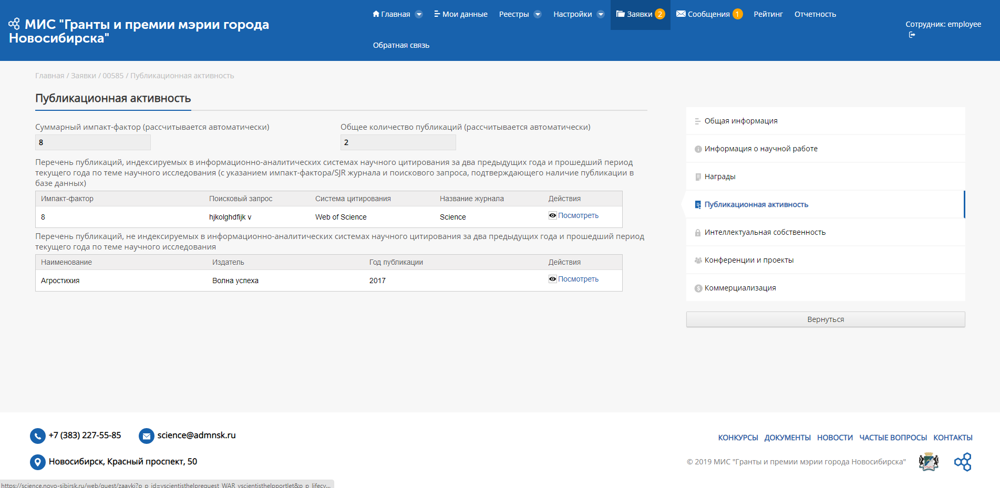 МИС "Гранты и премии мэрии города
Новосибирска"
Главная
Мои данные
Реестры
Настройки
Заявки 2
Сообщения 1
Рейтинг
Отчетность
Обратная связь
Сотрудник: employee
Главная / Заявки / 00585 / Публикационная активность
Публикационная активность
Суммарный импакт-фактор (рассчитывается автоматически)
8
Общее количество публикаций (рассчитывается автоматически)
2
Перечень публикаций, индексируемых в информационно-аналитических системах научного цитирования за два предыдущих года и прошедший период
текущего года по теме научного исследования (с указанием импакт-фактора/SJR журнала и поискового запроса, подтверждающего наличие публикации в
базе данных)
Импакт-фактор Поисковый запрос Система цитирования Название журнала Действия
8 hjkolghdfijk v Web of Science Science Посмотреть
Перечень публикаций, не индексируемых в информационно-аналитических системах научного цитирования за два предыдущих года и прошедший период
текущего года по теме научного исследования
Наименование Издатель Год публикации Действия
Агростихия Волна успеха 2017 Посмотреть
Общая информация
Информация о научной работе
Награды
Публикационная активность
Интеллектуальная собственность
Конференции и проекты
Коммерциализация
Вернуться
+7 (383) 227-55-85
science@admnsk.ru
Новосибирск, Красный проспект, 50
КОНКУРСЫ ДОКУМЕНТЫ НОВОСТИ ЧАСТЫЕ ВОПРОСЫ КОНТАКТЫ
© 2019 МИС "Гранты и премии мэрии города Новосибирска"
https://science.novo-sibirsk.ru/web/guest/zaavki?p_p_id=vscientisthelprequest_WAR_vscientisthelpportlet&p_p_lifecy...